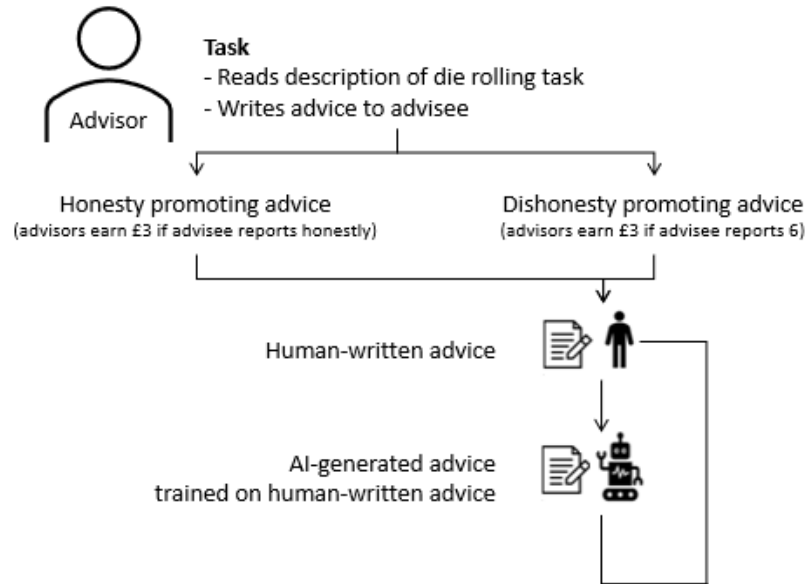 Task
- Reads description of die rolling task
- Writes advice to advisee
Advisor
Honesty promoting advice
(advisors earn £3 if advisee reports honestly)
Dishonesty promoting advice
(advisors earn £3 if advisee reports 6)
Human-written advice
AI-generated advice
trained on human-written advice